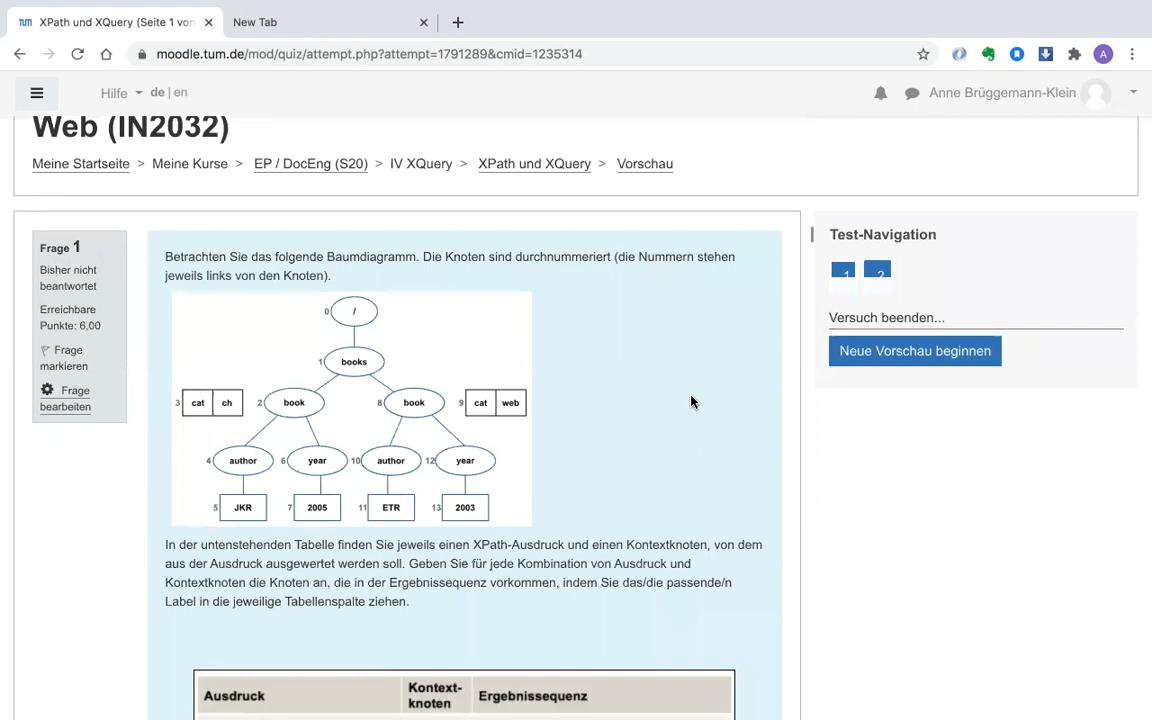 XPath und XQuery (Seite 1 von
New Tab
moodle.tum.de/mod/quiz/attempt.php?attempt=1791289&cmid=1235314
A
Hilfe de | en
Anne Brüggemann-Klein
Web (IN2032)
Meine Startseite > Meine Kurse > EP / DocEng (S20) > IV XQuery > XPath und XQuery > Vorschau
Frage 1
Bisher nicht
beantwortet
Erreichbare
Punkte: 6,00
Frage
markieren
Frage
bearbeiten
Betrachten Sie das folgende Baumdiagramm. Die Knoten sind durchnummeriert (die Nummern stehen
jeweils links von den Knoten).
0 /
1 books
3 cat ch 2 book 8 book 9 cat web
4 author 6 year 10 author 12 year
5 JKR 7 2005 11 ETR 13 2003
In der untenstehenden Tabelle finden Sie jeweils einen XPath-Ausdruck und einen Kontextknoten, von dem
aus der Ausdruck ausgewertet werden soll. Geben Sie für jede Kombination von Ausdruck und
Kontextknoten die Knoten an, die in der Ergebnissequenz vorkommen, indem Sie das/die passende/n
Label in die jeweilige Tabellenspalte ziehen.
Ausdruck Kontext- Ergebnissequenz
knoten
Test-Navigation
1 2
Versuch beenden...
Neue Vorschau beginnen